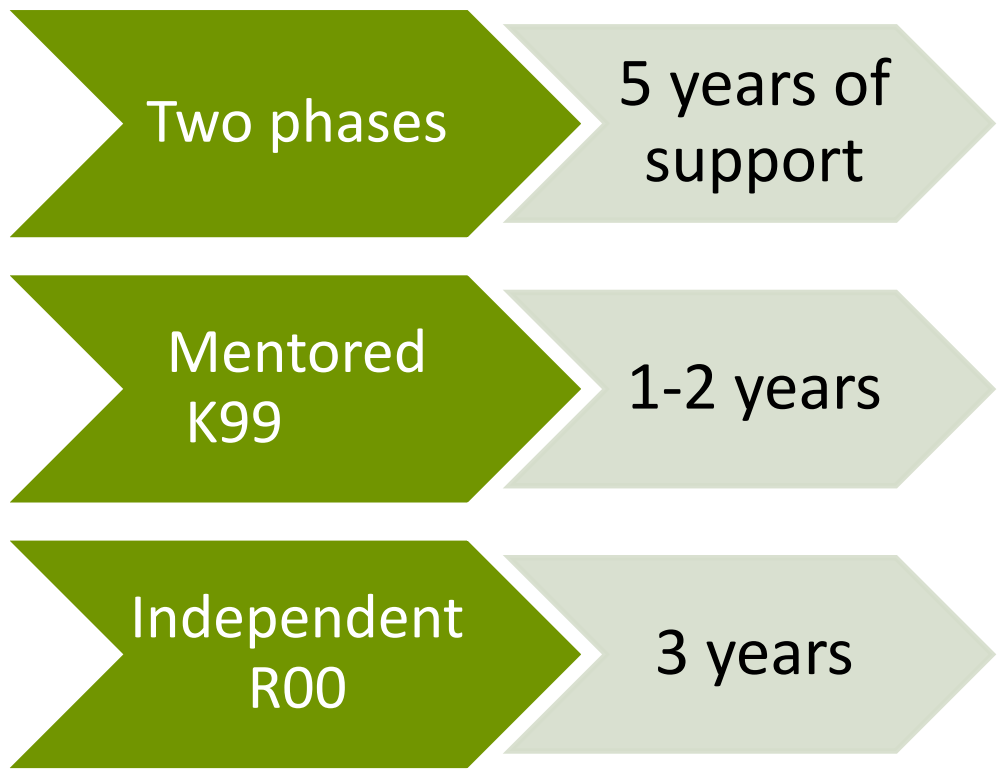 Two phases
5 years of
support
Mentored
K99
1-2 years
Independent
R00
3 years